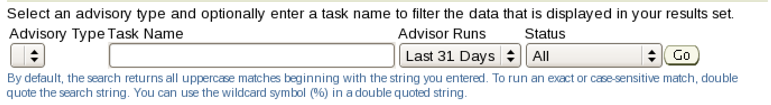 Select an advisory type and optionally enter a task name to filter the data that is displayed in your results set.
Advisory Type Task Name Advisor Runs Status
Last 31 Days All Go
By default, the search returns all uppercase matches beginning with the string you entered. To run an exact or case-sensitive match, double
quote the search string. You can use the wildcard symbol (%) in a double quoted string.